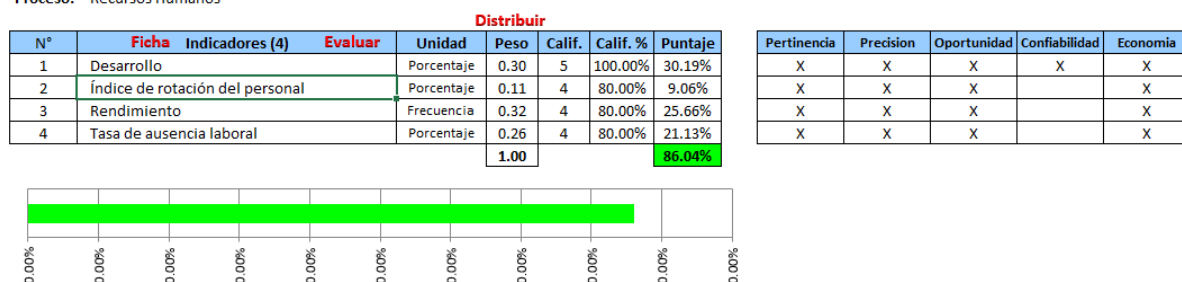 Proceso: Recursos Humanos
Distribuir
N° Ficha Indicadores (4) Evaluar Unidad Peso Calif. Calif. % Puntaje Pertinencia Precision Oportunidad Confiabilidad Economia
1 Desarrollo Porcentaje 0.30 5 100.00% 30.19% X X X X X
2 Índice de rotación del personal Porcentaje 0.11 4 80.00% 9.06% X X X X
3 Rendimiento Frecuencia 0.32 4 80.00% 25.66% X X X X
4 Tasa de ausencia laboral Porcentaje 0.26 4 80.00% 21.13% X X X X
1.00 86.04%
0.00% 0.00% 0.00% 0.00% 0.00% 0.00% 0.00% 0.00% 0.00% 0.00% 0.00%